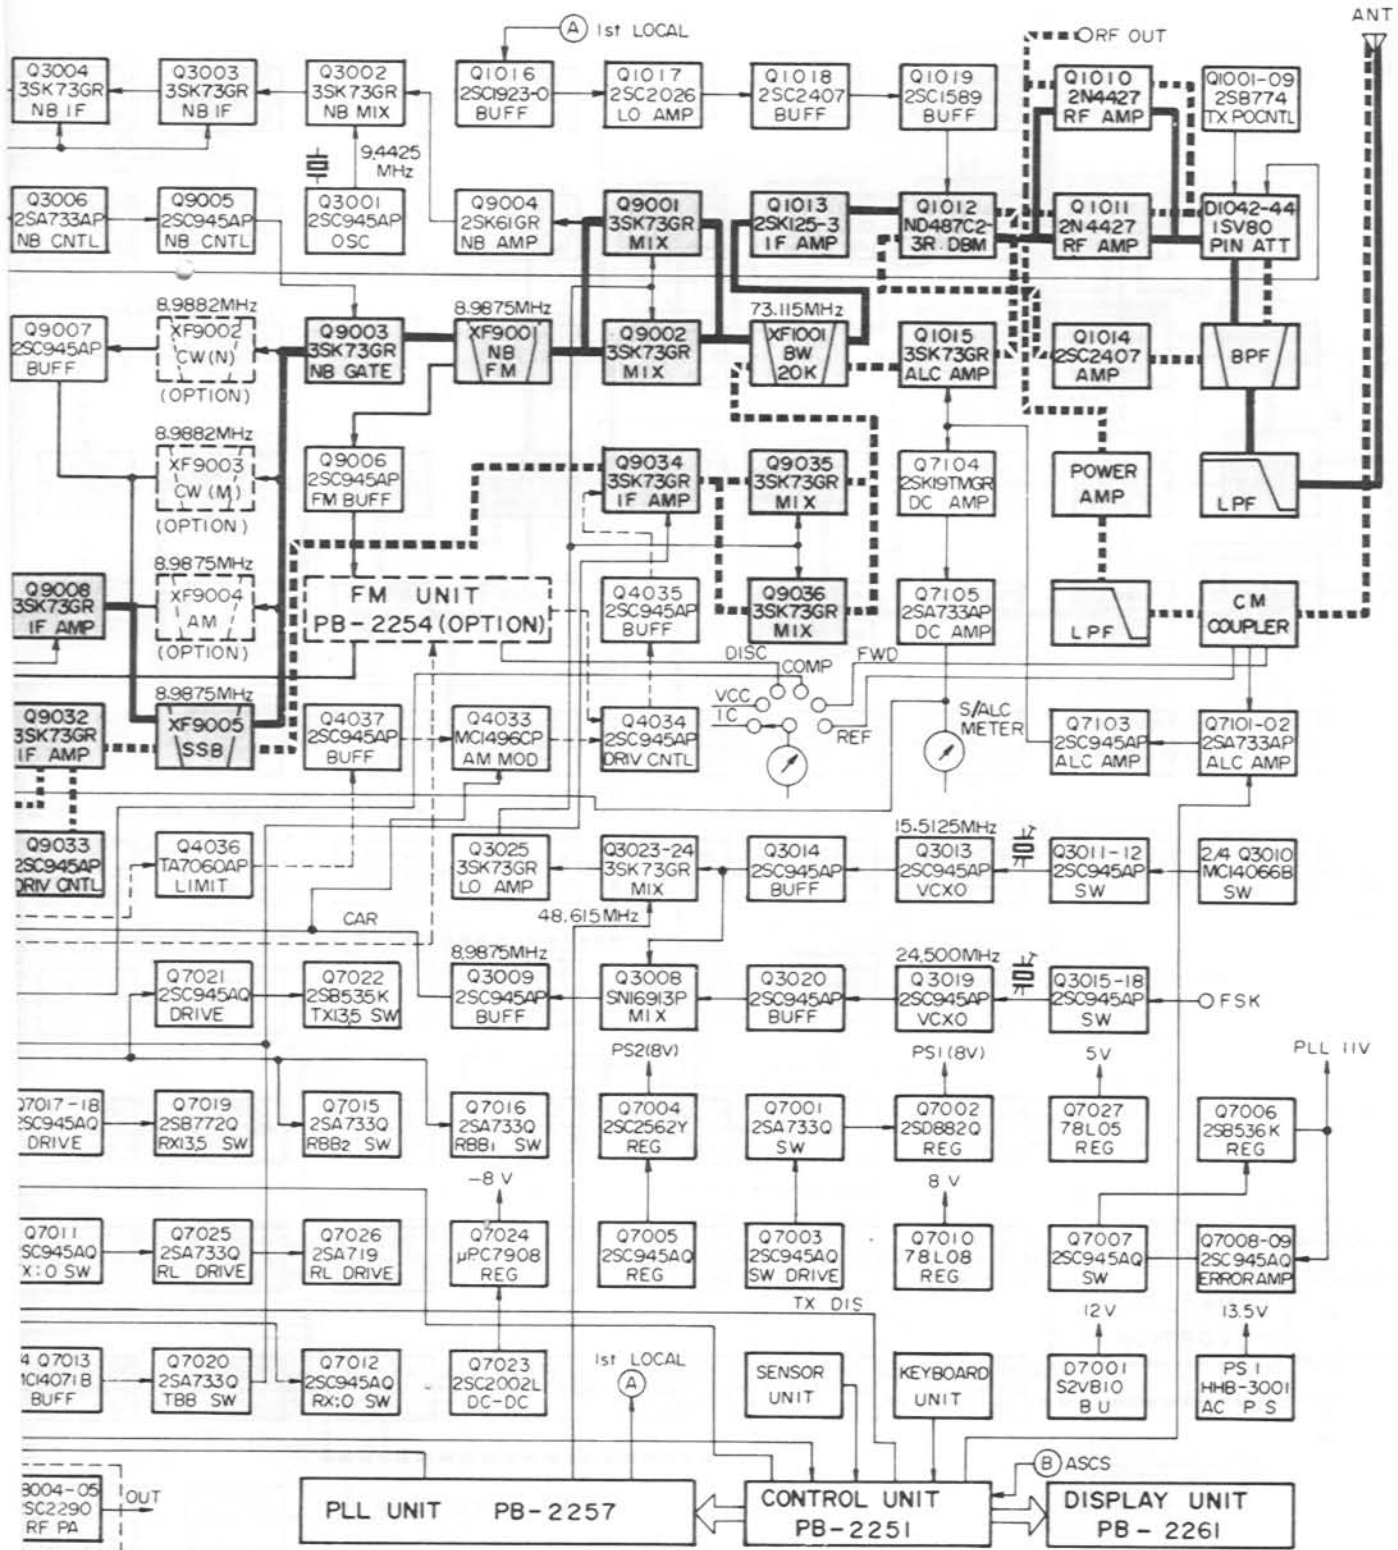 ANT
A 1st LOCAL
RF OUT
Q3004
3SK73GR
NB IF
Q3003
3SK73GR
NB IF
Q3002
3SK73GR
NB MIX
Q1016
2SC1923-O
BUFF
Q1017
2SC2026
LO AMP
Q1018
2SC2407
BUFF
Q1019
2SC1589
BUFF
Q1010
2N4427
RF AMP
Q1001-09
2SB774
TX POCNTL
9.4425
MHz
Q3006
2SA733AP
NB CNTL
Q9005
2SC945AP
NB CNTL
Q3001
2SC945AP
OSC
Q9004
2SK61GR
NB AMP
Q9001
3SK73GR
MIX
Q1013
2SK125-3
IF AMP
Q1012
ND487C2-
3R.DBM
Q1011
2N4427
RF AMP
D1042-44
1SV80
PIN ATT
8.9882MHz
8.9875MHz
73.115MHz
Q9007
2SC945AP
BUFF
XF9002
CW(N)
(OPTION)
Q9003
3SK73GR
NB GATE
XF9001
NB
FM
Q9002
3SK73GR
MIX
XF1001
BW
20K
Q1015
3SK73GR
ALC AMP
Q1014
2SC2407
AMP
BPF
8.9882MHz
XF9003
CW (M)
(OPTION)
Q9006
2SC945AP
FM BUFF
Q9034
3SK73GR
IF AMP
Q9035
3SK73GR
MIX
Q7104
2SK19TMGR
DC AMP
POWER
AMP
LPF
8.9875MHz
Q9008
3SK73GR
IF AMP
XF9004
AM
(OPTION)
FM UNIT
PB-2254(OPTION)
Q4035
2SC945AP
BUFF
Q9036
3SK73GR
MIX
Q7105
2SA733AP
DC AMP
LPF
CM
COUPLER
DISC
COMP
FWD
VCC
IC
REF
S/ALC
METER
8.9875MHz
Q9032
3SK73GR
IF AMP
XF9005
SSB
Q4037
2SC945AP
BUFF
Q4033
MC1496CP
AM MOD
Q4034
2SC945AP
DRIV CNTL
Q7103
2SC945AP
ALC AMP
Q7101-02
2SA733AP
ALC AMP
15.5125MHz
Q9033
2SC945AP
DRIV CNTL
Q4036
TA7060AP
LIMIT
Q3025
3SK73GR
LO AMP
Q3023-24
3SK73GR
MIX
Q3014
2SC945AP
BUFF
Q3013
2SC945AP
VCXO
Q3011-12
2SC945AP
SW
2/4 Q3010
MC14066B
SW
CAR
48.615MHz
8.9875MHz
24.500MHz
Q7021
2SC945AQ
DRIVE
Q7022
2SB535K
TX13.5 SW
Q3009
2SC945AP
BUFF
Q3008
SN16913P
MIX
Q3020
2SC945AP
BUFF
Q3019
2SC945AP
VCXO
Q3015-18
2SC945AP
SW
FSK
PS2(8V)
PS1(8V)
5V
PLL 11V
Q7017-18
2SC945AQ
DRIVE
Q7019
2SB772Q
RX13.5 SW
Q7015
2SA733Q
RBB2 SW
Q7016
2SA733Q
RBB1 SW
Q7004
2SC2562Y
REG
Q7001
2SA733Q
SW
Q7002
2SD882Q
REG
Q7027
78L05
REG
Q7006
2SB536K
REG
-8 V
8 V
Q7011
2SC945AQ
X:O SW
Q7025
2SA733Q
RL DRIVE
Q7026
2SA719
RL DRIVE
Q7024
µPC7908
REG
Q7005
2SC945AQ
REG
Q7003
2SC945AQ
SW DRIVE
Q7010
78L08
REG
Q7007
2SC945AQ
SW
Q7008-09
2SC945AQ
ERROR AMP
TX DIS
12V
13.5V
4 Q7013
MC14071B
BUFF
Q7020
2SA733Q
TBB SW
Q7012
2SC945AQ
RX:O SW
Q7023
2SC2002L
DC-DC
1st LOCAL
A
SENSOR
UNIT
KEYBOARD
UNIT
D7001
S2VB10
B U
PS 1
HHB-3001
AC P S
B ASCS
8004-05
2SC2290
RF PA
OUT
PLL UNIT PB-2257
CONTROL UNIT
PB-2251
DISPLAY UNIT
PB - 2261